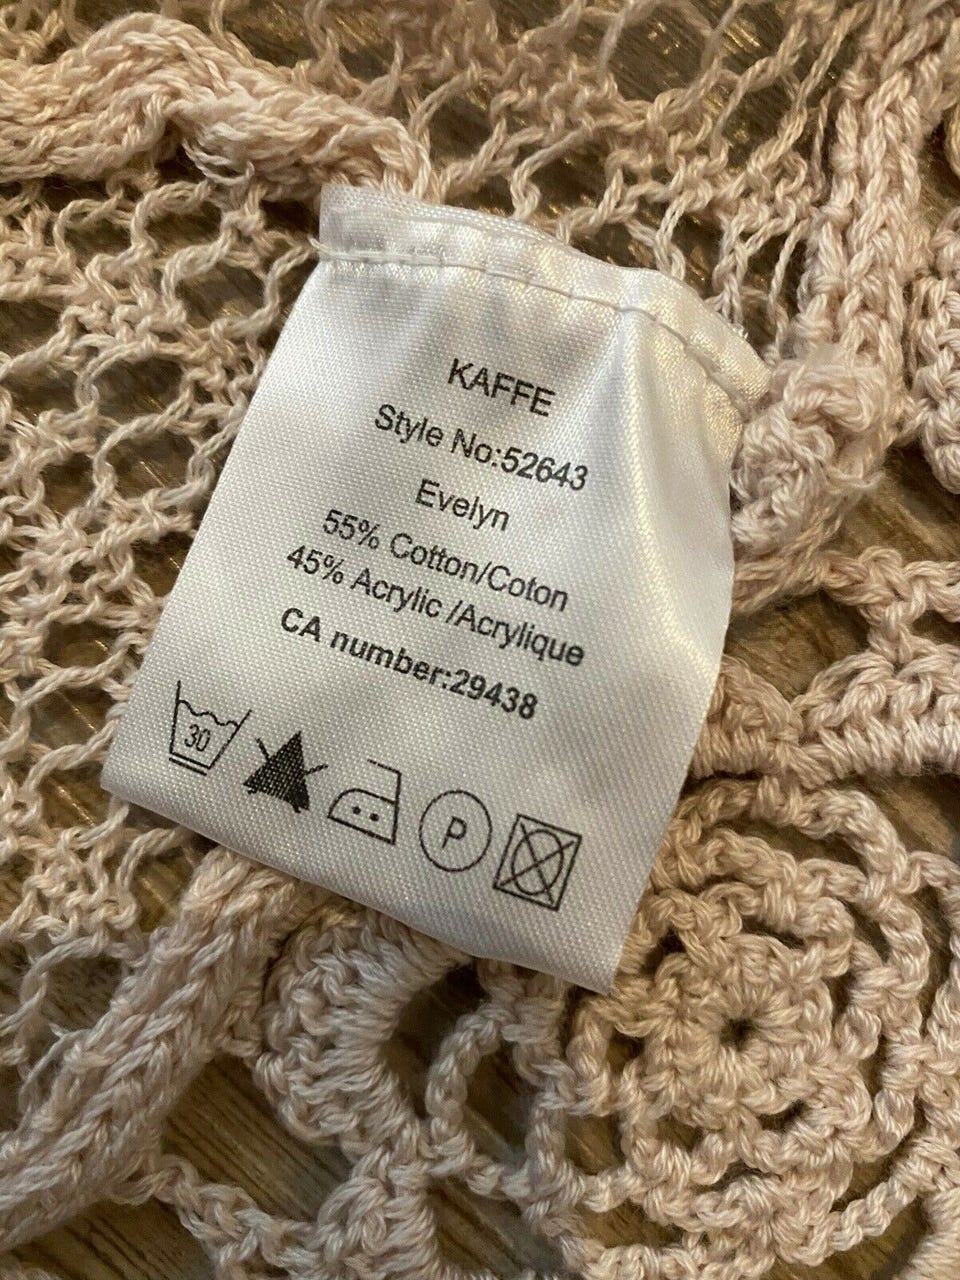 KAFFE
Style No:52643
Evelyn
55% Cotton/Coton
45% Acrylic /Acrylique
CA number:29438
30
P